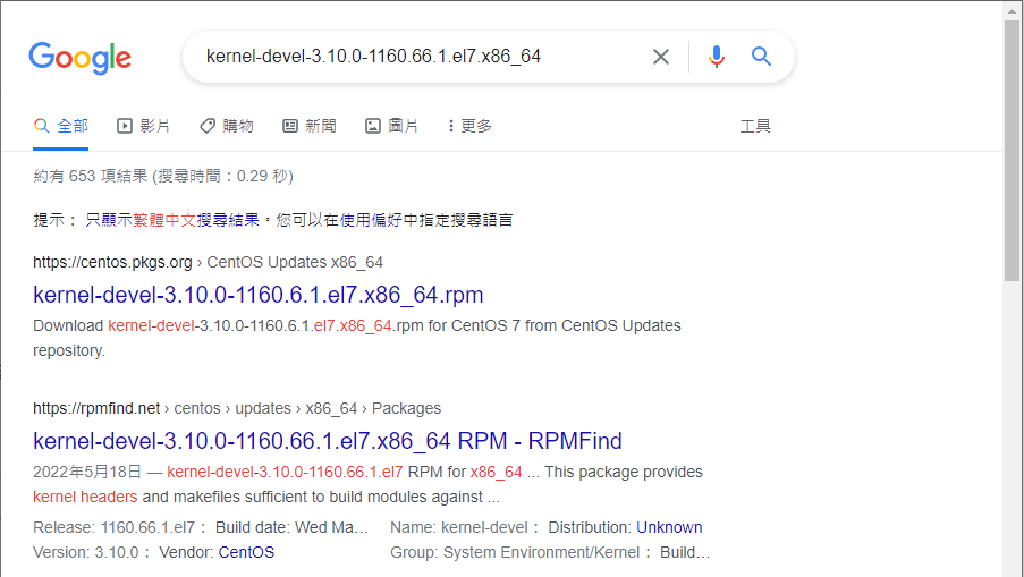 Google
kernel-devel-3.10.0-1160.66.1.el7.x86_64
全部 影片 購物 新聞 圖片 更多 工具
約有 653 項結果 (搜尋時間：0.29 秒)
提示： 只顯示繁體中文搜尋結果。您可以在使用偏好中指定搜尋語言
https://centos.pkgs.org › CentOS Updates x86_64
kernel-devel-3.10.0-1160.6.1.el7.x86_64.rpm
Download kernel-devel-3.10.0-1160.6.1.el7.x86_64.rpm for CentOS 7 from CentOS Updates
repository.
https://rpmfind.net › centos › updates › x86_64 › Packages
kernel-devel-3.10.0-1160.66.1.el7.x86_64 RPM - RPMFind
2022年5月18日 — kernel-devel-3.10.0-1160.66.1.el7 RPM for x86_64 ... This package provides
kernel headers and makefiles sufficient to build modules against ...
Release: 1160.66.1.el7： Build date: Wed Ma... Name: kernel-devel： Distribution: Unknown
Version: 3.10.0： Vendor: CentOS Group: System Environment/Kernel： Build...